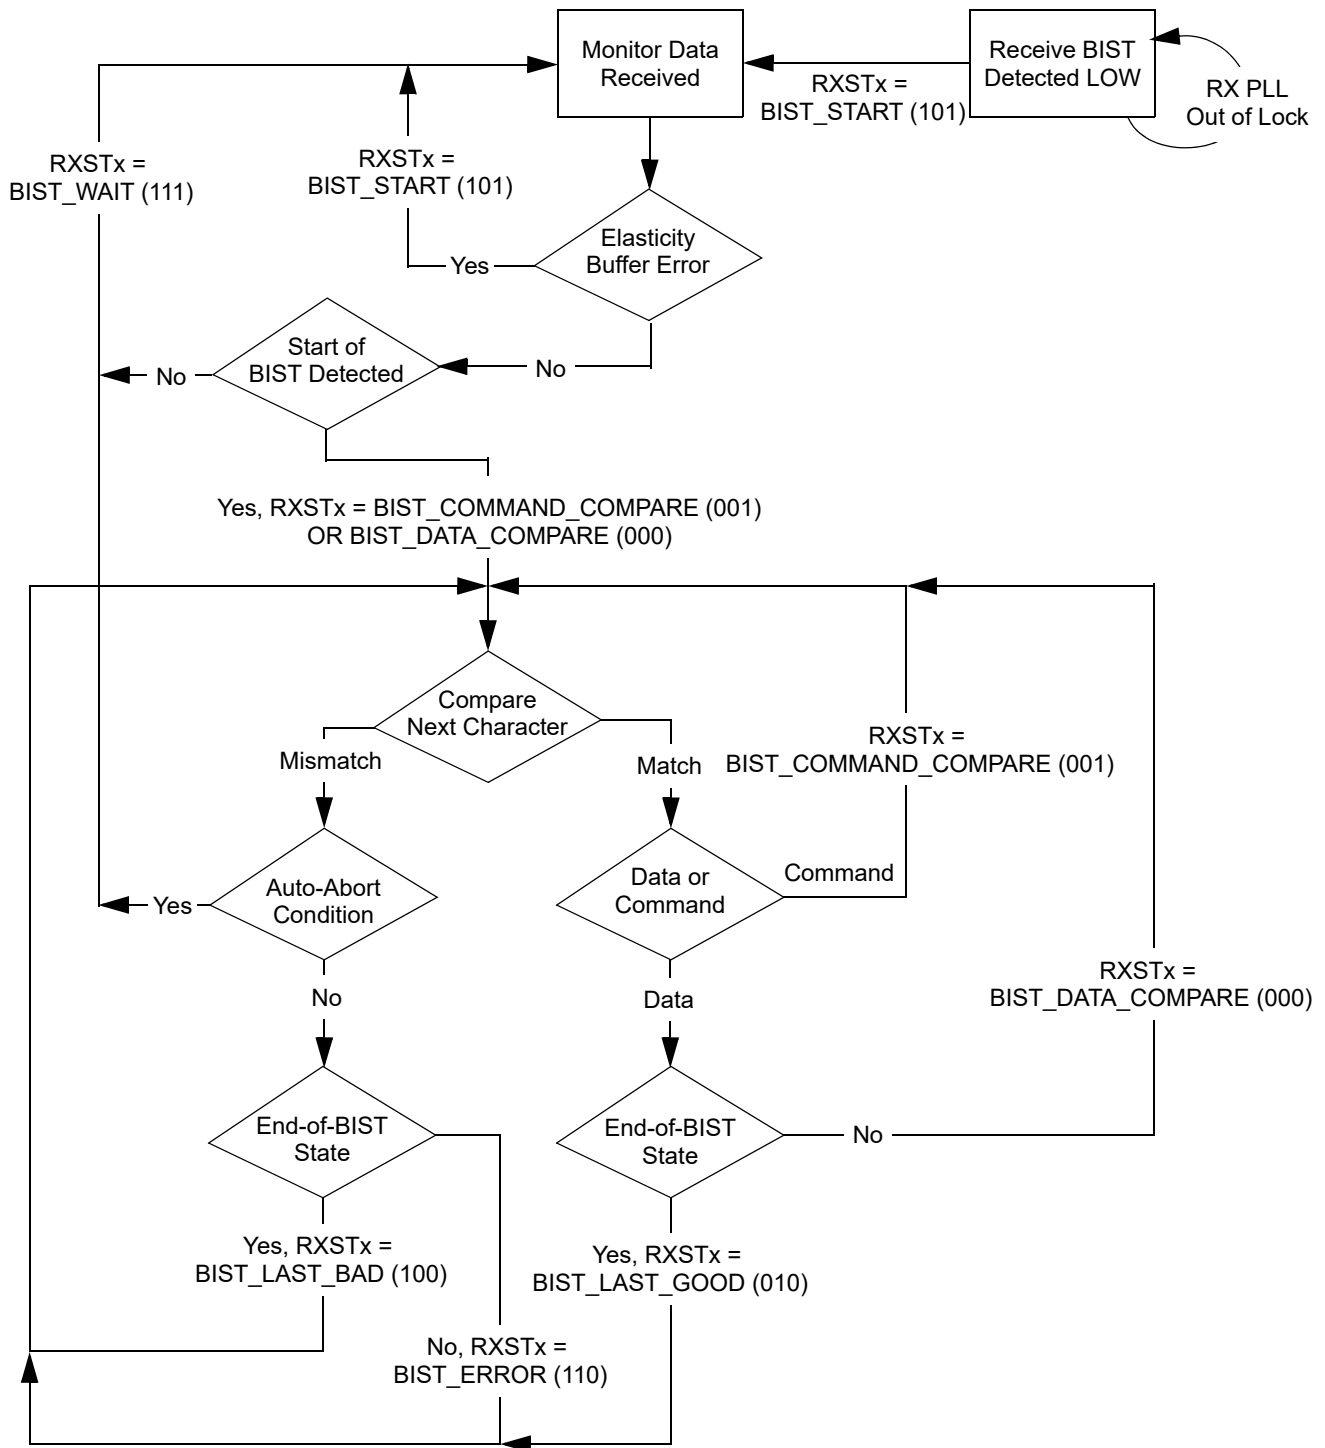 Monitor Data
Received
Receive BIST
Detected LOW
RX PLL
Out of Lock
RXSTx =
BIST_START (101)
RXSTx =
BIST_WAIT (111)
RXSTx =
BIST_START (101)
Elasticity
Buffer Error
Yes
Start of
BIST Detected
No
No
Yes, RXSTx = BIST_COMMAND_COMPARE (001)
OR BIST_DATA_COMPARE (000)
Compare
Next Character
Mismatch
Match
RXSTx =
BIST_COMMAND_COMPARE (001)
Auto-Abort
Condition
Yes
Data or
Command
Command
No
Data
RXSTx =
BIST_DATA_COMPARE (000)
End-of-BIST
State
End-of-BIST
State
No
Yes, RXSTx =
BIST_LAST_BAD (100)
Yes, RXSTx =
BIST_LAST_GOOD (010)
No, RXSTx =
BIST_ERROR (110)